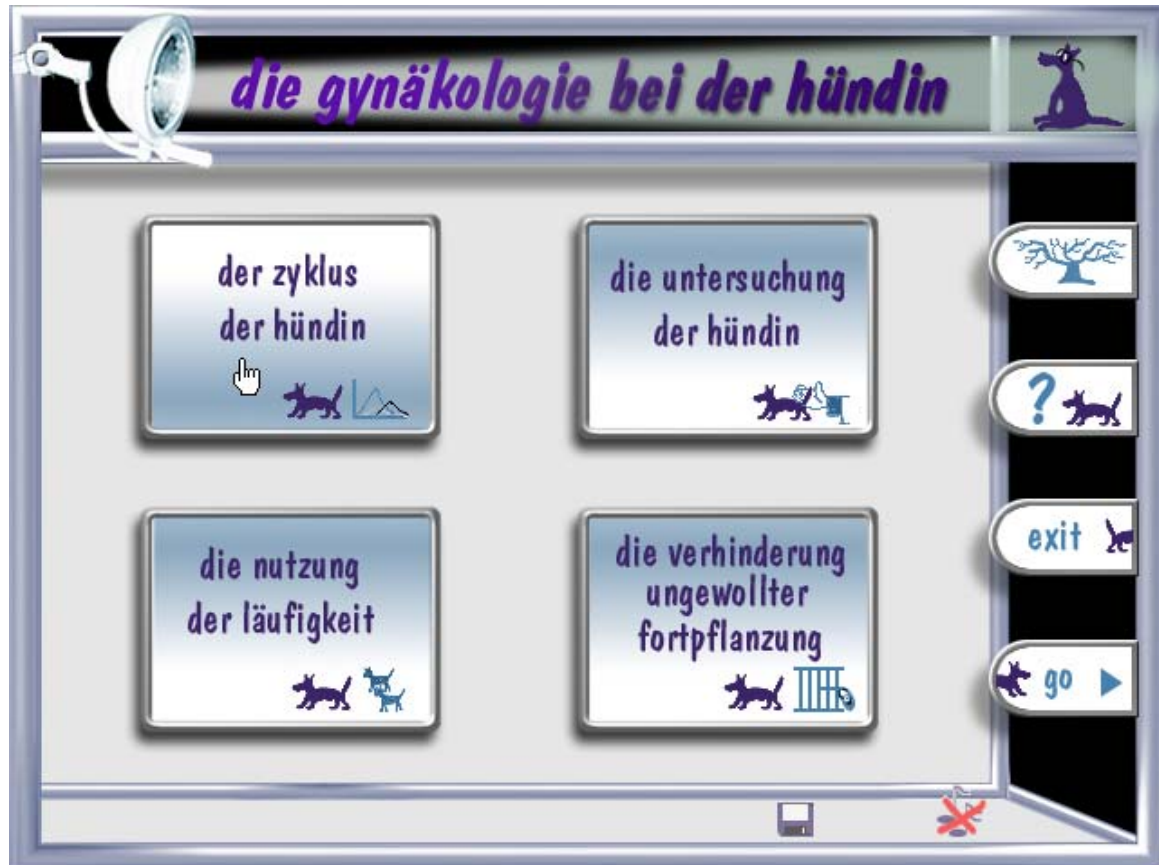 die gynäkologie bei der hündin
der zyklus
der hündin
die untersuchung
der hündin
die nutzung
der läufigkeit
die verhinderung
ungewollter
fortpflanzung
?
exit
go